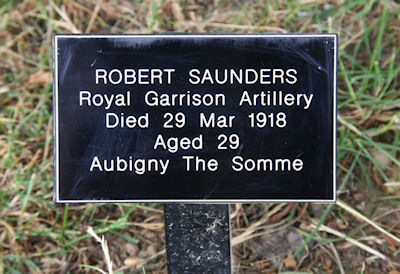 ROBERT SAUNDERS
Royal Garrison Artillery
Died 29 Mar 1918
Aged 29
Aubigny The Somme